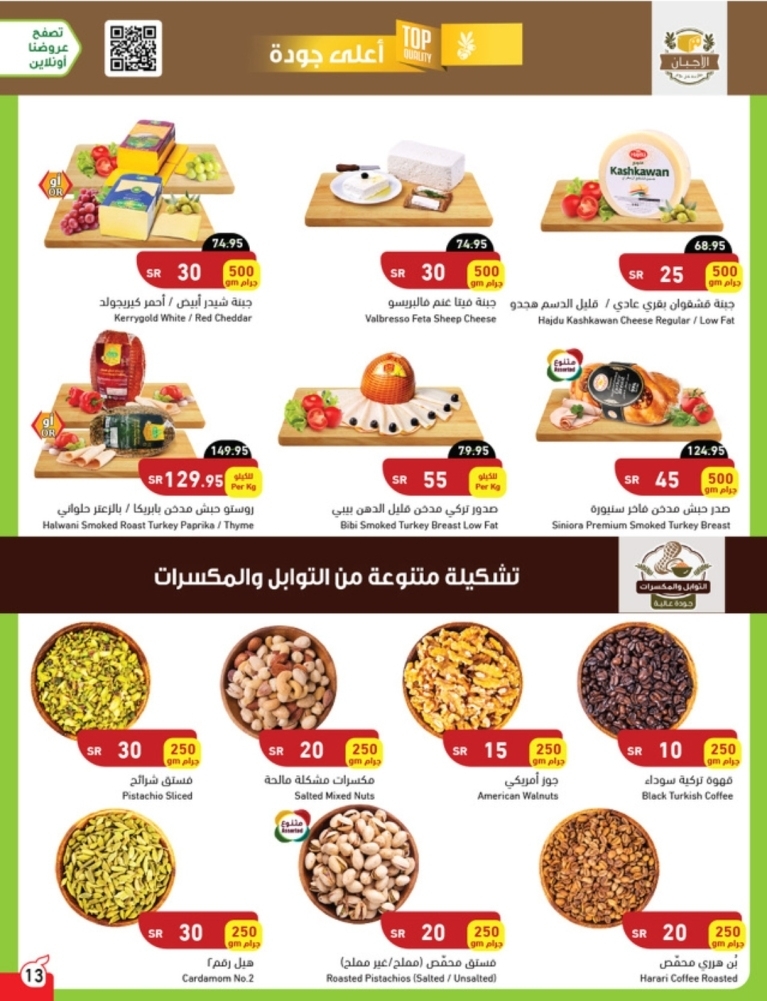 تصفح
عروضنا
أونلاين
أعلى جودة
TOP
QUALITY
الأجبان
أو
OR
Kashkawan
74.95
SR 30
500
جرام gm
جبنة شيدر أبيض / أحمر كيريجولد
Kerrygold White / Red Cheddar
74.95
SR 30
500
جرام gm
جبنة فيتا غنم فالبريسو
Valbresso Feta Sheep Cheese
68.95
SR 25
500
جرام gm
جبنة قشقوان بقري عادي / قليل الدسم هجدو
Hajdu Kashkawan Cheese Regular / Low Fat
أو
OR
149.95
SR 129.95
للكيلو
Per Kg
روستو حبش مدخن بابريكا / بالزعتر حلواني
Halwani Smoked Roast Turkey Paprika / Thyme
79.95
SR 55
للكيلو
Per Kg
صدور تركي مدخن قليل الدهن بيبي
Bibi Smoked Turkey Breast Low Fat
متنوع
Assorted
124.95
SR 45
500
جرام gm
صدر حبش مدخن فاخر سنيورة
Siniora Premium Smoked Turkey Breast
تشكيلة متنوعة من التوابل والمكسرات
التوابل والمكسرات
جودة عالية
SR 30
250
جرام gm
فستق شرائح
Pistachio Sliced
SR 20
250
جرام gm
مكسرات مشكلة مالحة
Salted Mixed Nuts
SR 15
250
جرام gm
جوز أمريكي
American Walnuts
SR 10
250
جرام gm
قهوة تركية سوداء
Black Turkish Coffee
SR 30
250
جرام gm
هيل رقم٢
Cardamom No.2
متنوع
Assorted
SR 20
250
جرام gm
فستق محمّص (مملح/غير مملح)
Roasted Pistachios (Salted / Unsalted)
SR 20
250
جرام gm
بُن هرري محمّص
Harari Coffee Roasted
13